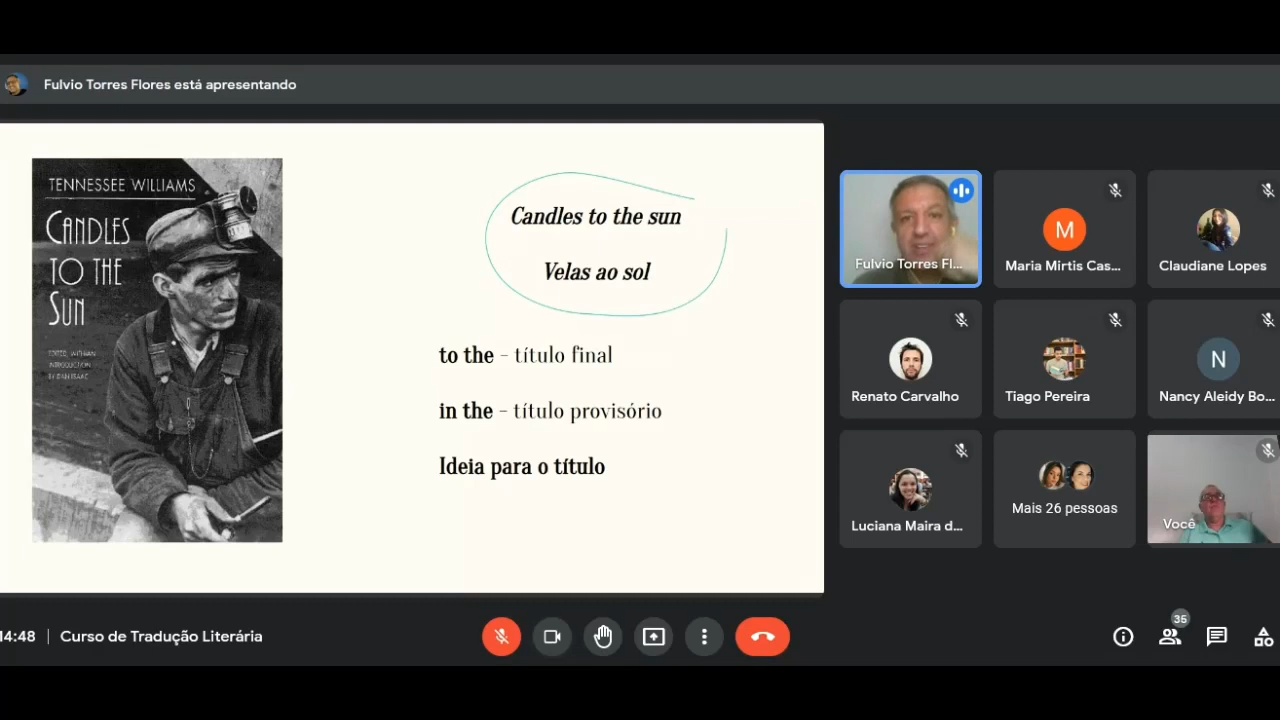 Fulvio Torres Flores está apresentando
TENNESSEE WILLIAMS
CANDLES
TO THE
SUN
Candles to the sun
Velas ao sol
to the – título final
in the – título provisório
Ideia para o título
Fulvio Torres Fl...
M
Maria Mirtis Cas...
Claudiane Lopes
Renato Carvalho
Tiago Pereira
N
Nancy Aleidy Bo...
Luciana Maira d...
Mais 26 pessoas
Você
14:48
Curso de Tradução Literária
35